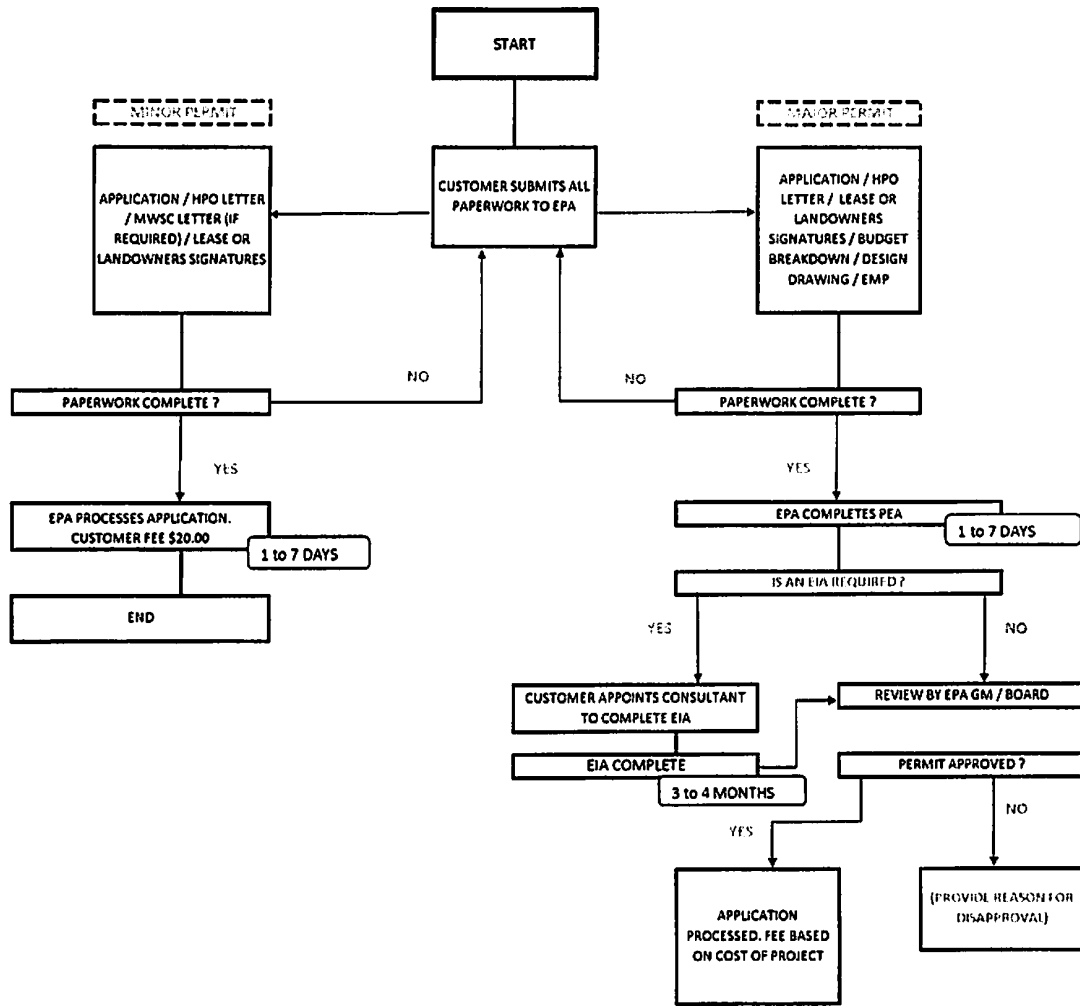 START
MINOR PERMIT
MAJOR PERMIT
APPLICATION / HPO LETTER
/ MWSC LETTER (IF
REQUIRED) / LEASE OR
LANDOWNERS SIGNATURES
CUSTOMER SUBMITS ALL
PAPERWORK TO EPA
APPLICATION / HPO
LETTER / LEASE OR
LANDOWNERS
SIGNATURES / BUDGET
BREAKDOWN / DESIGN
DRAWING / EMP
NO
NO
PAPERWORK COMPLETE ?
PAPERWORK COMPLETE ?
YES
YES
EPA PROCESSES APPLICATION.
CUSTOMER FEE $20.00
1 to 7 DAYS
EPA COMPLETES PEA
1 to 7 DAYS
IS AN EIA REQUIRED ?
END
YES
NO
CUSTOMER APPOINTS CONSULTANT
TO COMPLETE EIA
REVIEW BY EPA GM / BOARD
EIA COMPLETE
3 to 4 MONTHS
PERMIT APPROVED ?
YES
NO
APPLICATION
PROCESSED. FEE BASED
ON COST OF PROJECT
(PROVIDE REASON FOR
DISAPPROVAL)